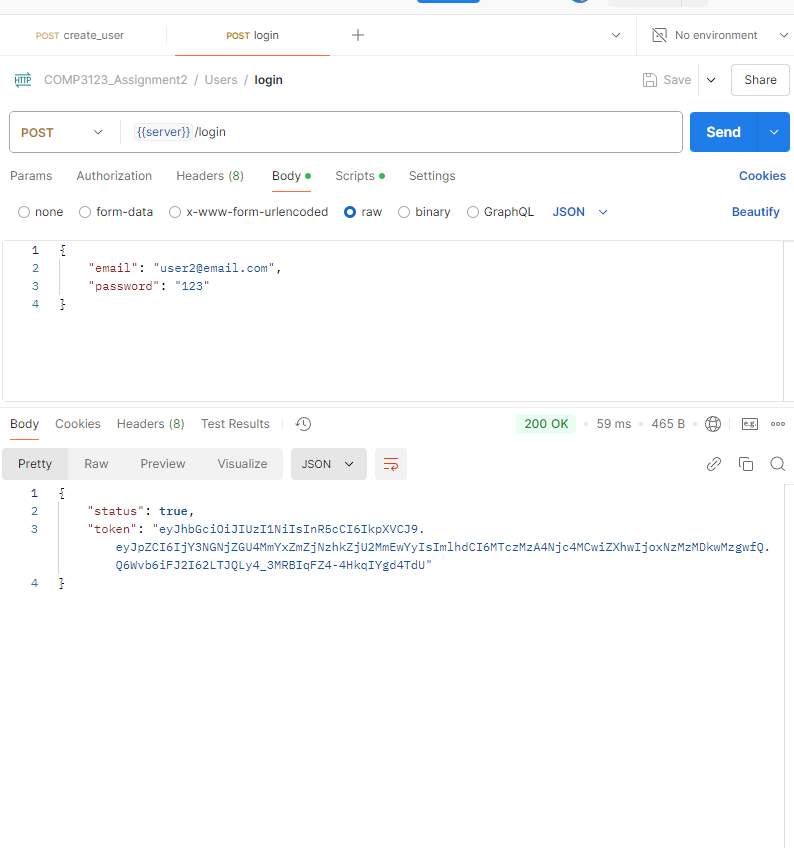 POST create_user
POST login
No environment
HTTP COMP3123_Assignment2 / Users / login
Save
Share
POST
{{server}} /login
Send
Params Authorization Headers (8) Body Scripts Settings Cookies
none form-data x-www-form-urlencoded raw binary GraphQL JSON Beautify
1 {
2 "email": "user2@email.com",
3 "password": "123"
4 }
Body Cookies Headers (8) Test Results 200 OK 59 ms 465 B e.g.
Pretty Raw Preview Visualize JSON
1 {
2 "status": true,
3 "token": "eyJhbGciOiJIUzI1NiIsInR5cCI6IkpXVCJ9.
eyJpZCI6IjY3NGNjZGU4MmYxZmZjNzhkZjU2MmEwYyIsImlhdCI6MTczMzA4Njc4MCwiZXhwIjoxNzMzMDkwMzgwfQ.
Q6Wvb6iFJ2I62LTJQLy4_3MRBIqFZ4-4HkqIYgd4TdU"
4 }